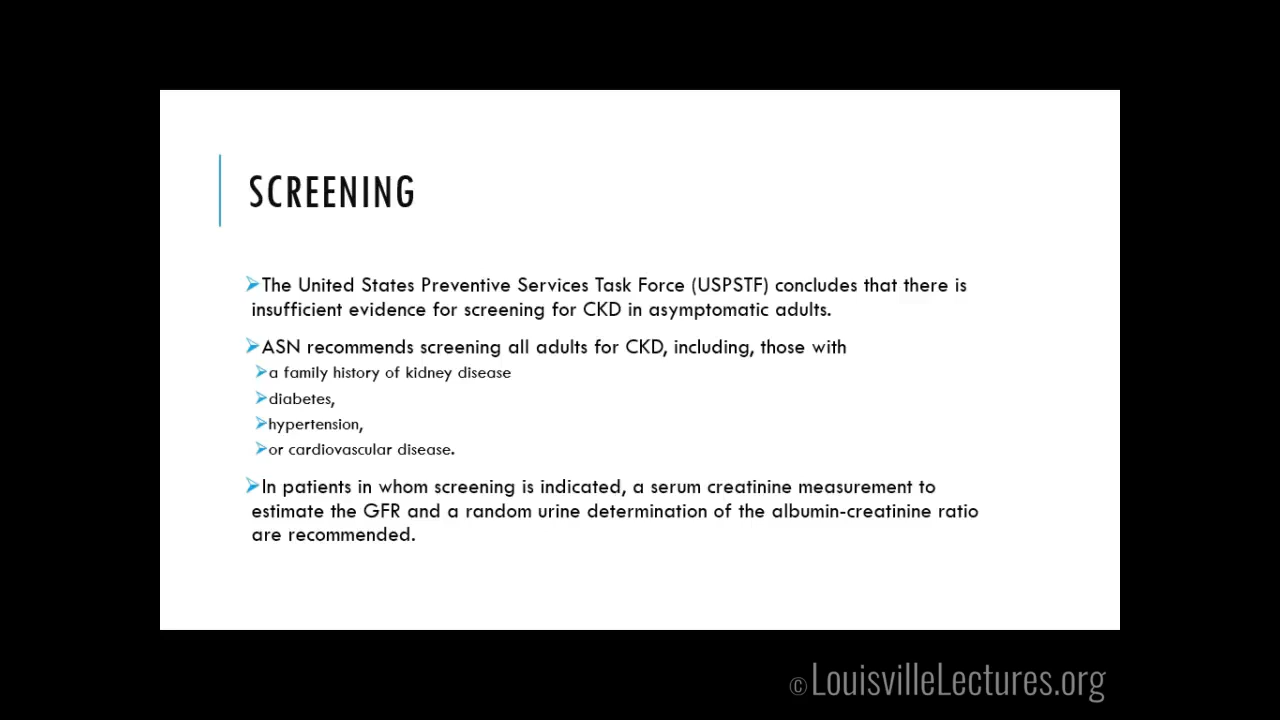 SCREENING
➢The United States Preventive Services Task Force (USPSTF) concludes that there is
insufficient evidence for screening for CKD in asymptomatic adults.
➢ASN recommends screening all adults for CKD, including, those with
➢a family history of kidney disease
➢diabetes,
➢hypertension,
➢or cardiovascular disease.
➢In patients in whom screening is indicated, a serum creatinine measurement to
estimate the GFR and a random urine determination of the albumin-creatinine ratio
are recommended.
© LouisvilleLectures.org